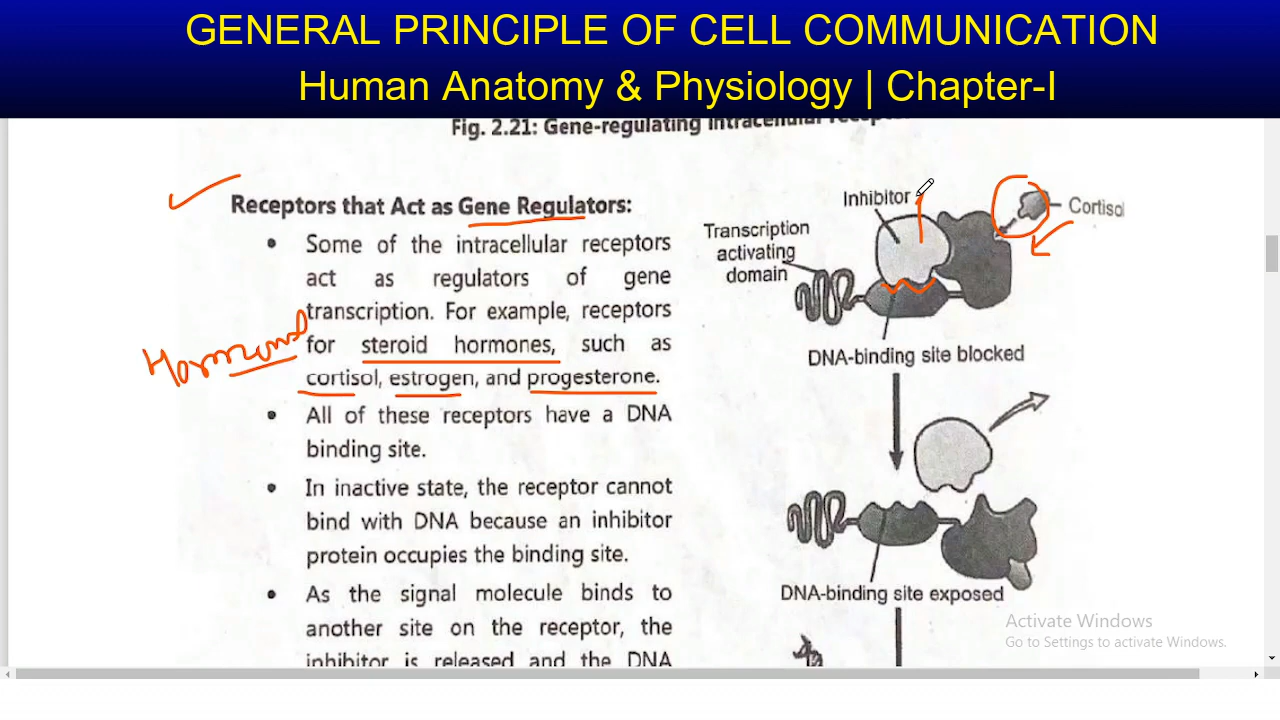 GENERAL PRINCIPLE OF CELL COMMUNICATION
Human Anatomy & Physiology | Chapter-I
Fig. 2.21: Gene-regulating Intracellular
Receptors that Act as Gene Regulators:
• Some of the intracellular receptors
act as regulators of gene
transcription. For example, receptors
for steroid hormones, such as
cortisol, estrogen, and progesterone.
• All of these receptors have a DNA
binding site.
• In inactive state, the receptor cannot
bind with DNA because an inhibitor
protein occupies the binding site.
• As the signal molecule binds to
another site on the receptor, the
inhibitor is released and the DNA
Inhibitor
Cortisol
Transcription
activating
domain
DNA-binding site blocked
DNA-binding site exposed
Activate Windows
Go to Settings to activate Windows.